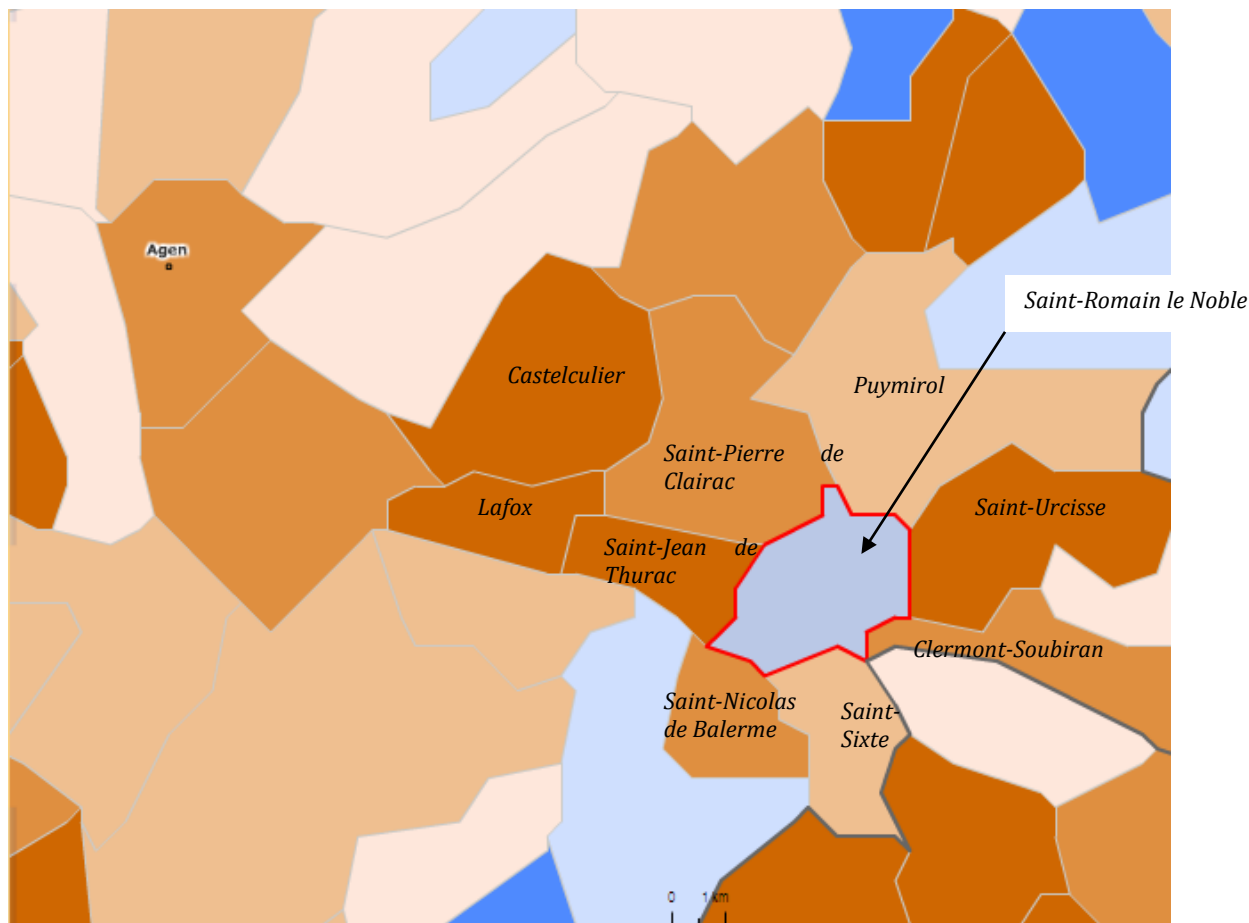 Agen
Saint-Romain le Noble
Castelculier
Puymirol
Saint-Pierre de
Clairac
Lafox
Saint-Urcisse
Saint-Jean de
Thurac
Clermont-Soubiran
Saint-Nicolas
de Balerme
Saint-
Sixte
0 1 km